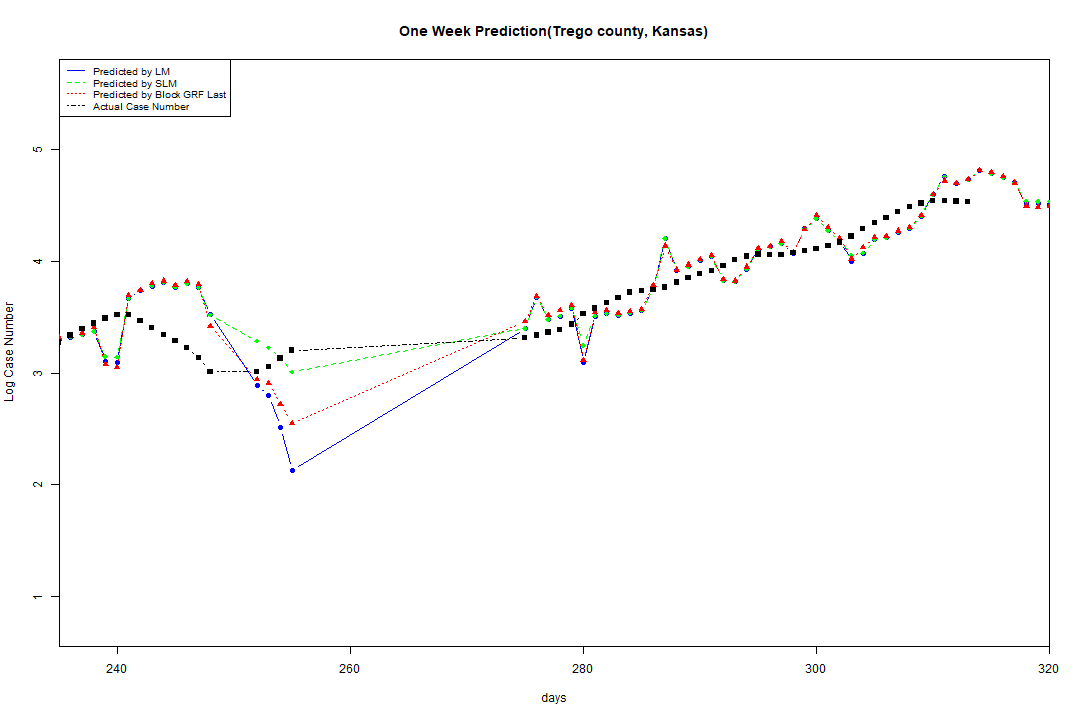 One Week Prediction(Trego county, Kansas)
Predicted by LM
Predicted by SLM
Predicted by Block GRF Last
Actual Case Number
5
4
3
2
1
Log Case Number
240 260 280 300 320
days